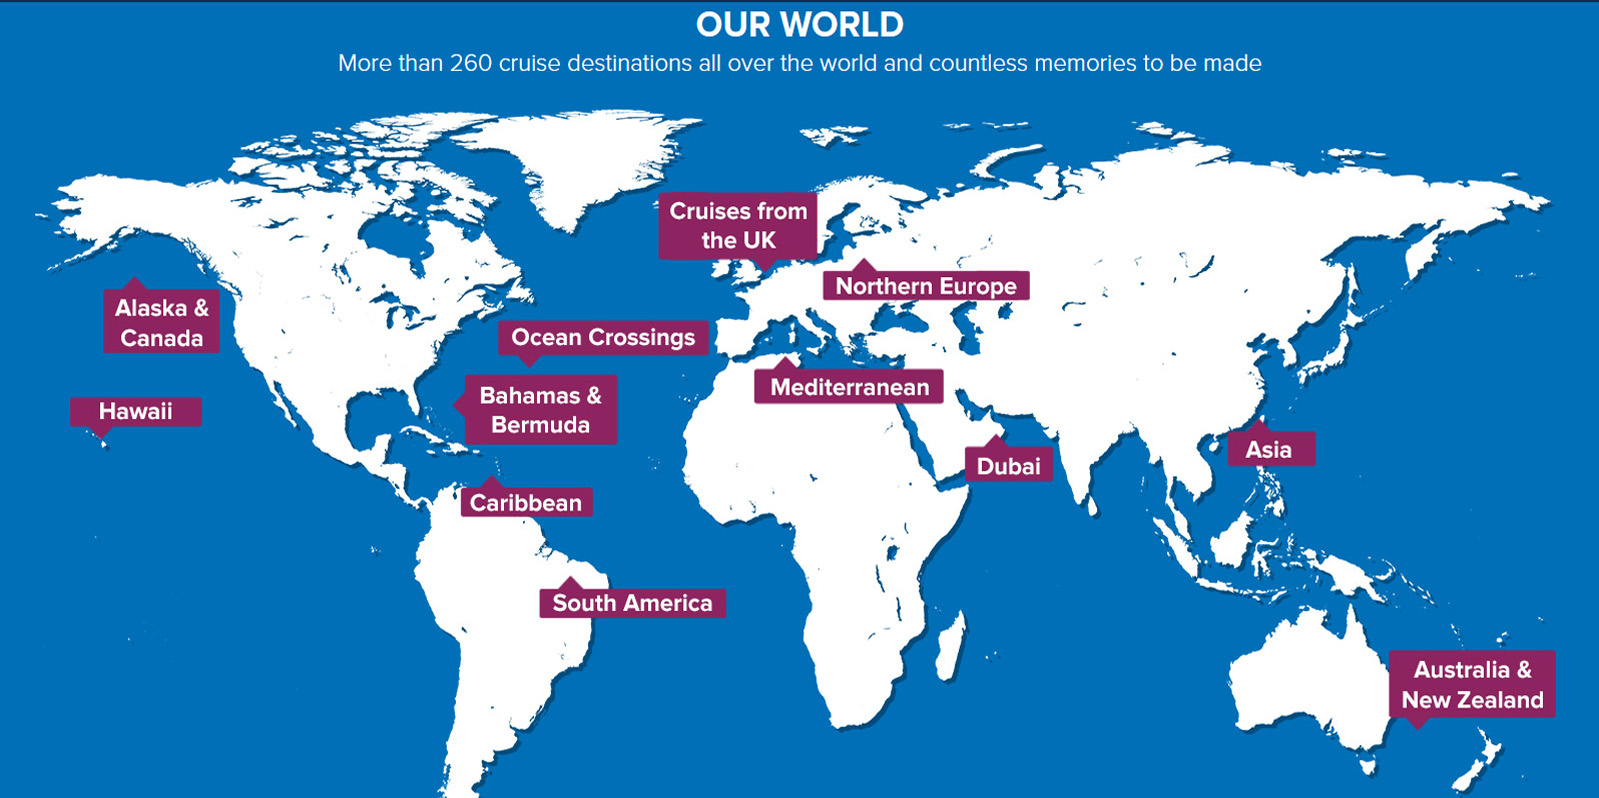 OUR WORLD
More than 260 cruise destinations all over the world and countless memories to be made
Cruises from
the UK
Northern Europe
Alaska &
Canada
Ocean Crossings
Mediterranean
Bahamas &
Bermuda
Hawaii
Asia
Dubai
Caribbean
South America
Australia &
New Zealand